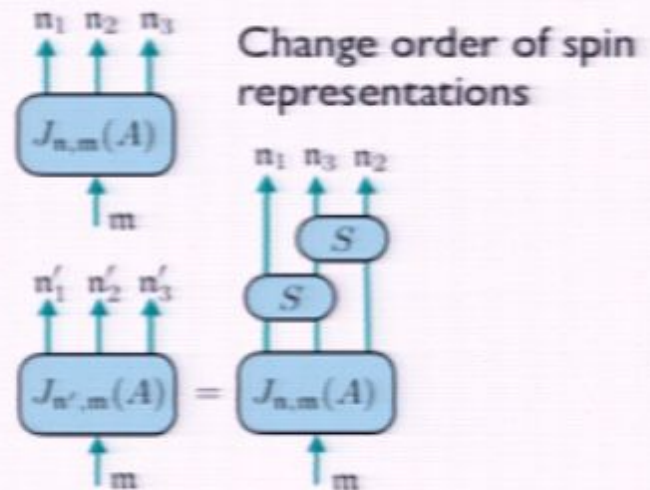 n₁ n₂ n₃
Change order of spin
representations
Jₙ,ₘ(A)
m
n₁ n₃ n₂
S
S
n′₁ n′₂ n′₃
Jₙ′,ₘ(A) = Jₙ,ₘ(A)
m m